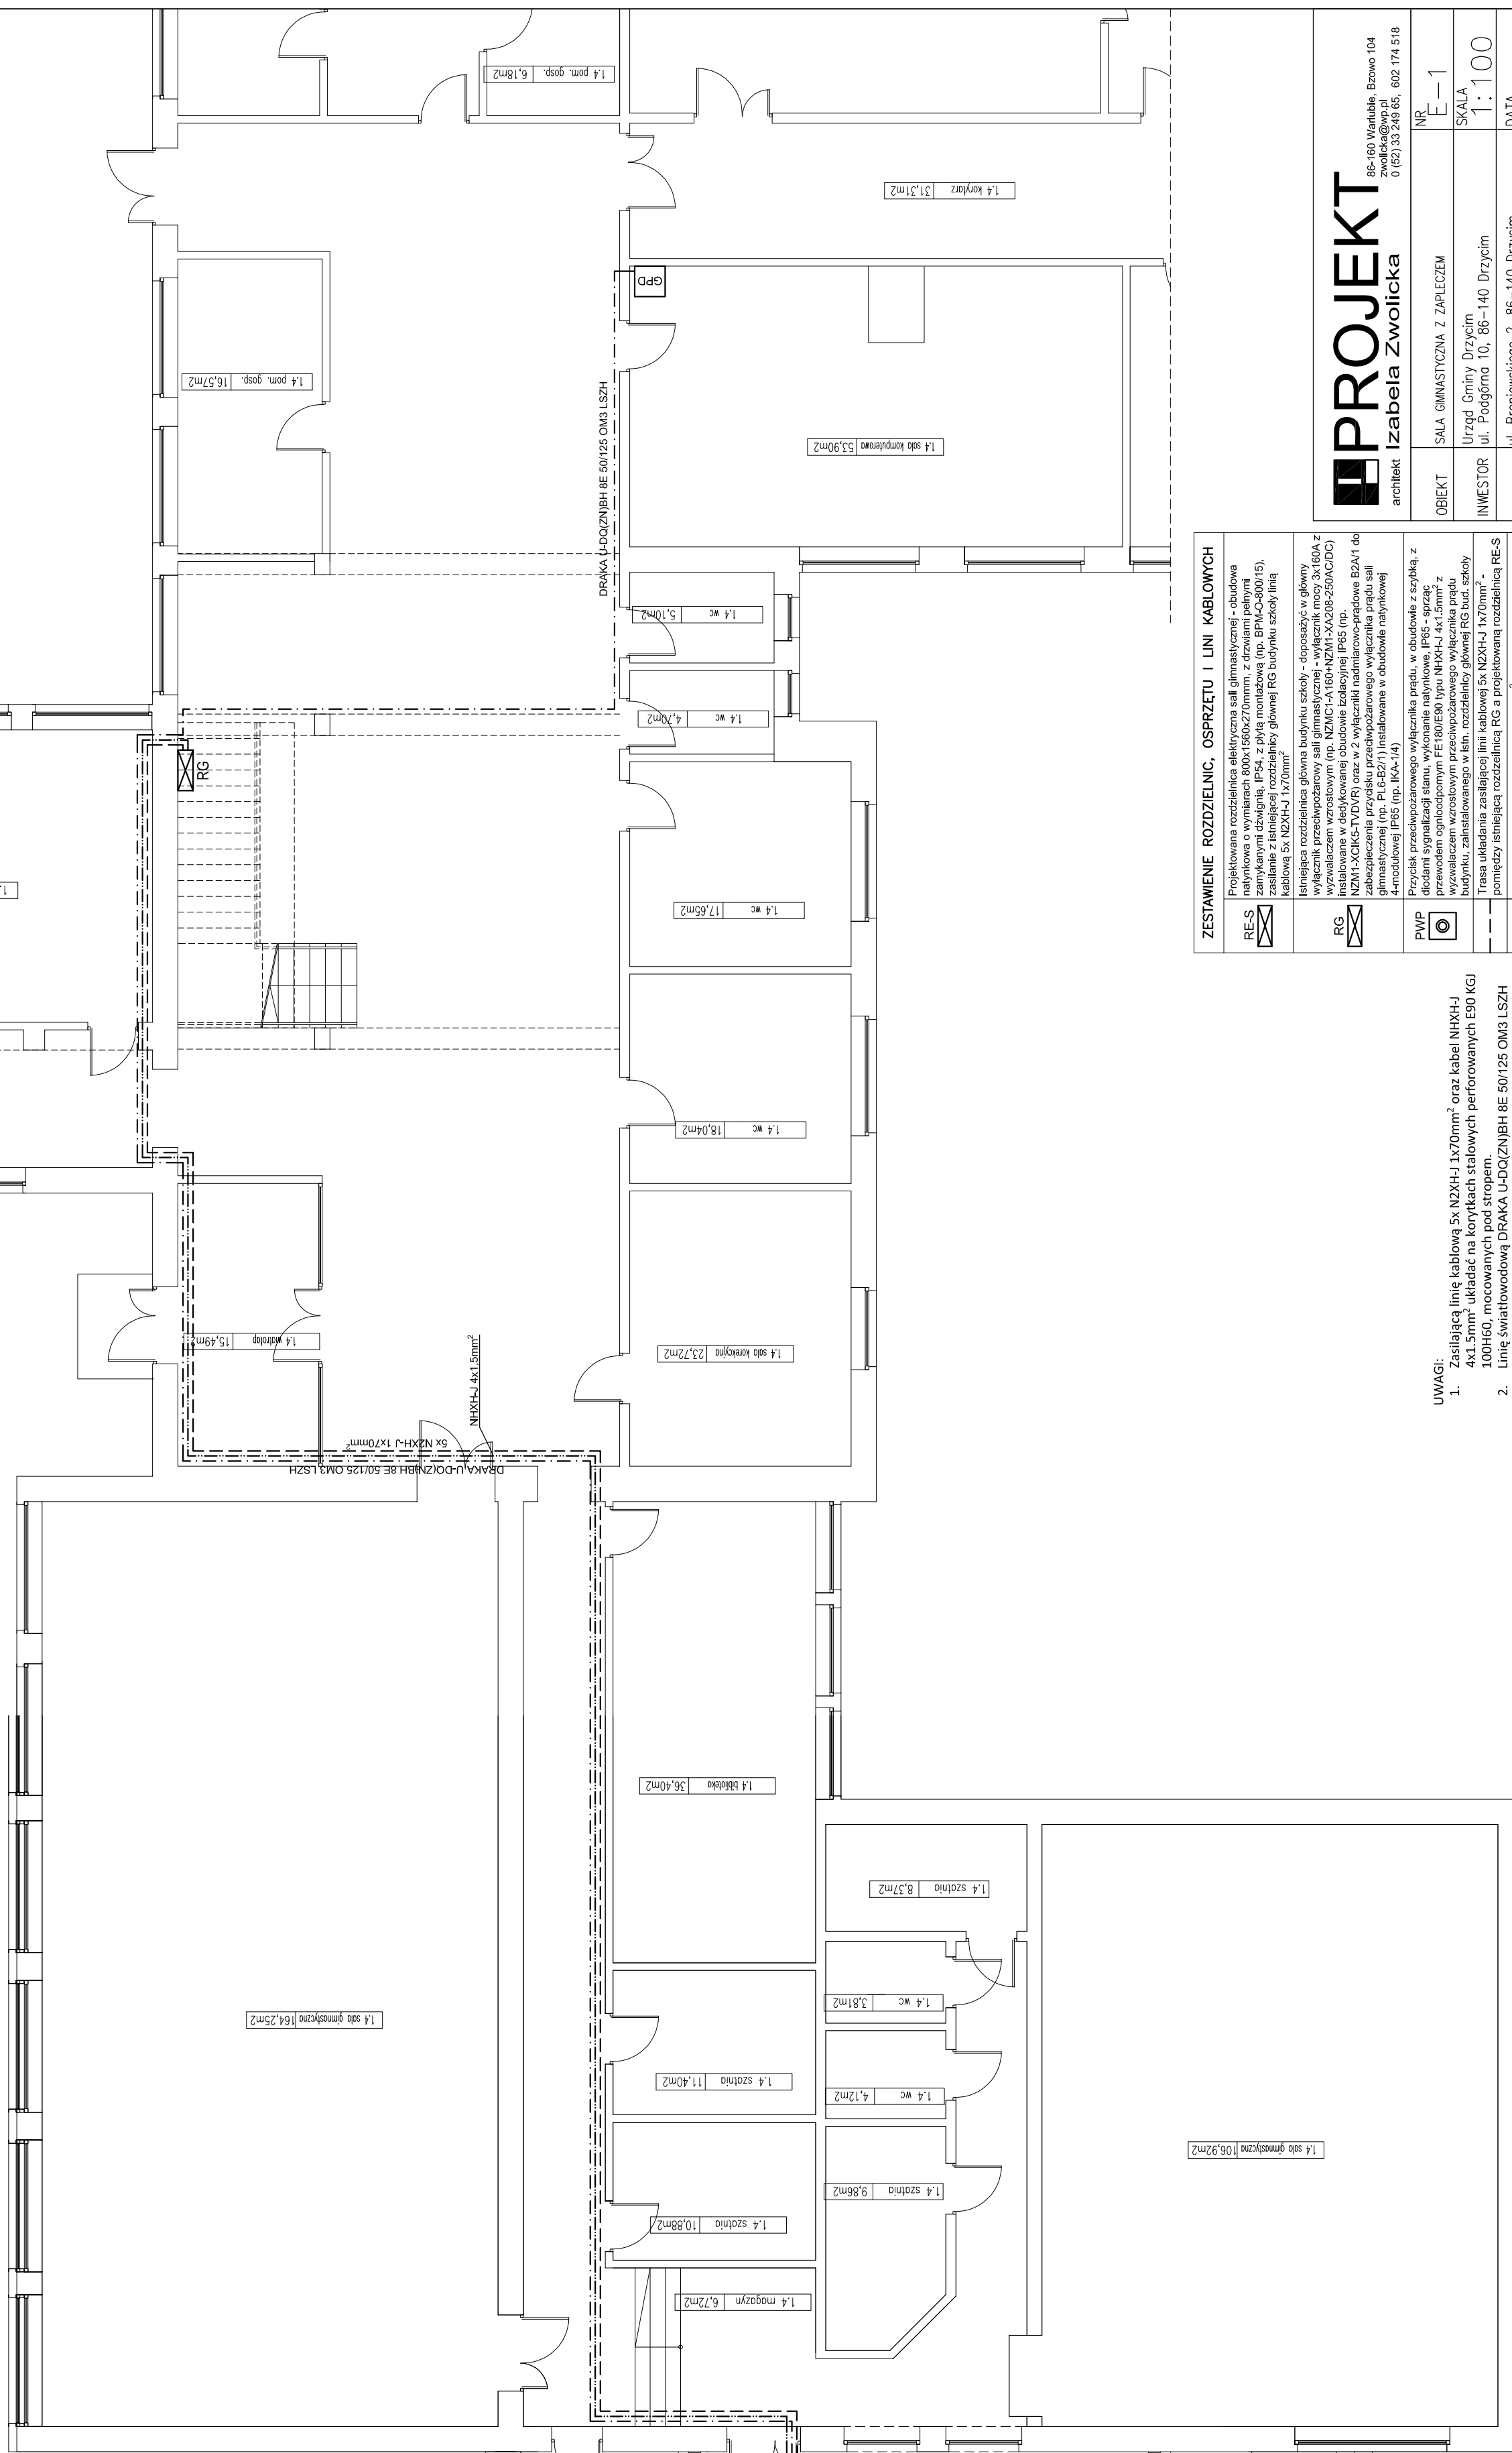 1.4 pom. gosp. 6,18m2
1.4 korytarz 31,31m2
GPD
1.4 pom. gosp. 16,57m2
1.4 sala komputerowa 53,90m2
DRAKA U-DQ(ZN)BH 8E 50/125 OM3 LSZH
1.4 wc 5,10m2
1.4 wc 4,70m2
RG
1.4 wc 17,65m2
1.4 wc 18,04m2
1.4 wiatrołap 15,49m2
1.4 sala korekcyjna 23,72m2
NHXH-J 4x1,5mm²
5x N2XH-J 1x70mm²
DRAKA U-DQ(ZN)BH 8E 50/125 OM3 LSZH
1.4 biblioteka 36,40m2
1.4 szatnia 8,37m2
1.4 wc 3,81m2
1.4 sala gimnastyczna 164,25m2
1.4 szatnia 11,40m2
1.4 wc 4,12m2
1.4 sala gimnastyczna 106,92m2
1.4 szatnia 9,86m2
1.4 szatnia 10,88m2
1.4 magazyn 6,72m2
PROJEKT
architekt Izabela Zwolicka
86-160 Warlubie, Bzowo 104
zwolicka@wp.pl
0 (52) 33 249 65, 602 174 518
OBIEKT SALA GIMNASTYCZNA Z ZAPLECZEM
NR
E-1
INWESTOR Urząd Gminy Drzycim
ul. Podgórna 10, 86-140 Drzycim
SKALA
1:100
DATA
ZESTAWIENIE ROZDZIELNIC, OSPRZĘTU I LINI KABLOWYCH
RE-S
Projektowana rozdzielnica elektryczna sali gimnastycznej - obudowa
natynkowa o wymiarach 800x1560x270mmm, z drzwiami pełnymi
zamykanymi dźwignią, IP54, z płytą montażową (np. BPM-O-800/15),
zasilanie z istniejącej rozdzielnicy głównej RG budynku szkoły linią
kablową 5x N2XH-J 1x70mm²
RG
Istniejąca rozdzielnica główna budynku szkoły - doposażyć w główny
wyłącznik przeciwpożarowy sali gimnastycznej - wyłącznik mocy 3x160A z
wyzwalaczem wzrostowym (np. NZMC1-A160+NZM1-XA208-250AC/DC)
instalowane w dedykowanej obudowie izolacyjnej IP65 (np.
NZM1-XCIK5-TVDVR) oraz w 2 wyłączniki nadmiarowo-prądowe B2A/1 do
zabezpieczenia przycisku przeciwpożarowego wyłącznika prądu sali
gimnastycznej (np. PL6-B2/1) instalowane w obudowie natynkowej
4-modułowej IP65 (np. IKA-1/4)
PWP
Przycisk przeciwpożarowego wyłącznika prądu, w obudowie z szybką, z
diodami sygnalizacji stanu, wykonanie natynkowe, IP65 - sprząc
przewodem ognioodpornym FE180/E90 typu NHXH-J 4x1.5mm² z
wyzwalaczem wzrostowym przeciwpożarowego wyłącznika prądu
budynku, zainstalowanego w istn. rozdzielnicy głównej RG bud. szkoły
Trasa układania zasilającej linii kablowej 5x N2XH-J 1x70mm² -
pomiędzy istniejącą rozdzielnicą RG a projektowaną rozdzielnicą RE-S
UWAGI:
1. Zasilającą linię kablową 5x N2XH-J 1x70mm² oraz kabel NHXH-J
4x1.5mm² układać na korytkach stalowych perforowanych E90 KGJ
100H60, mocowanych pod stropem.
2. Linię światłowodową DRAKA U-DQ(ZN)BH 8E 50/125 OM3 LSZH